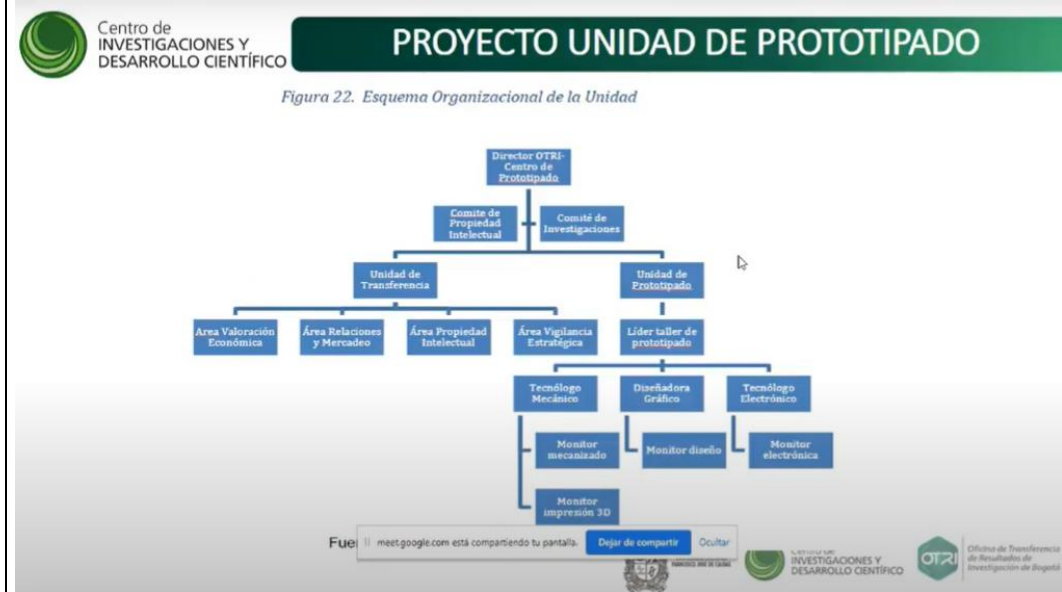 Centro de
INVESTIGACIONES Y
DESARROLLO CIENTÍFICO
PROYECTO UNIDAD DE PROTOTIPADO
Figura 22. Esquema Organizacional de la Unidad
Director OTRI-
Centro de
Prototipado
Comite de
Propiedad
Intelectual
Comité de
Investigaciones
Unidad de
Transferencia
Unidad de
Prototipado
Area Valoración
Económica
Área Relaciones
y Mercadeo
Área Propiedad
Intelectual
Área Vigilancia
Estratégica
Líder taller de
prototipado
Tecnólogo
Mecánico
Diseñadora
Gráfico
Tecnólogo
Electrónico
Monitor
mecanizado
Monitor diseño
Monitor
electrónica
Monitor
impresión 3D
Fue
meet.google.com está compartiendo tu pantalla.
Dejar de compartir
Ocultar
INVESTIGACIONES Y
DESARROLLO CIENTÍFICO
OTRI
Oficina de Transferencia
de Resultados de
Investigación de Bogotá